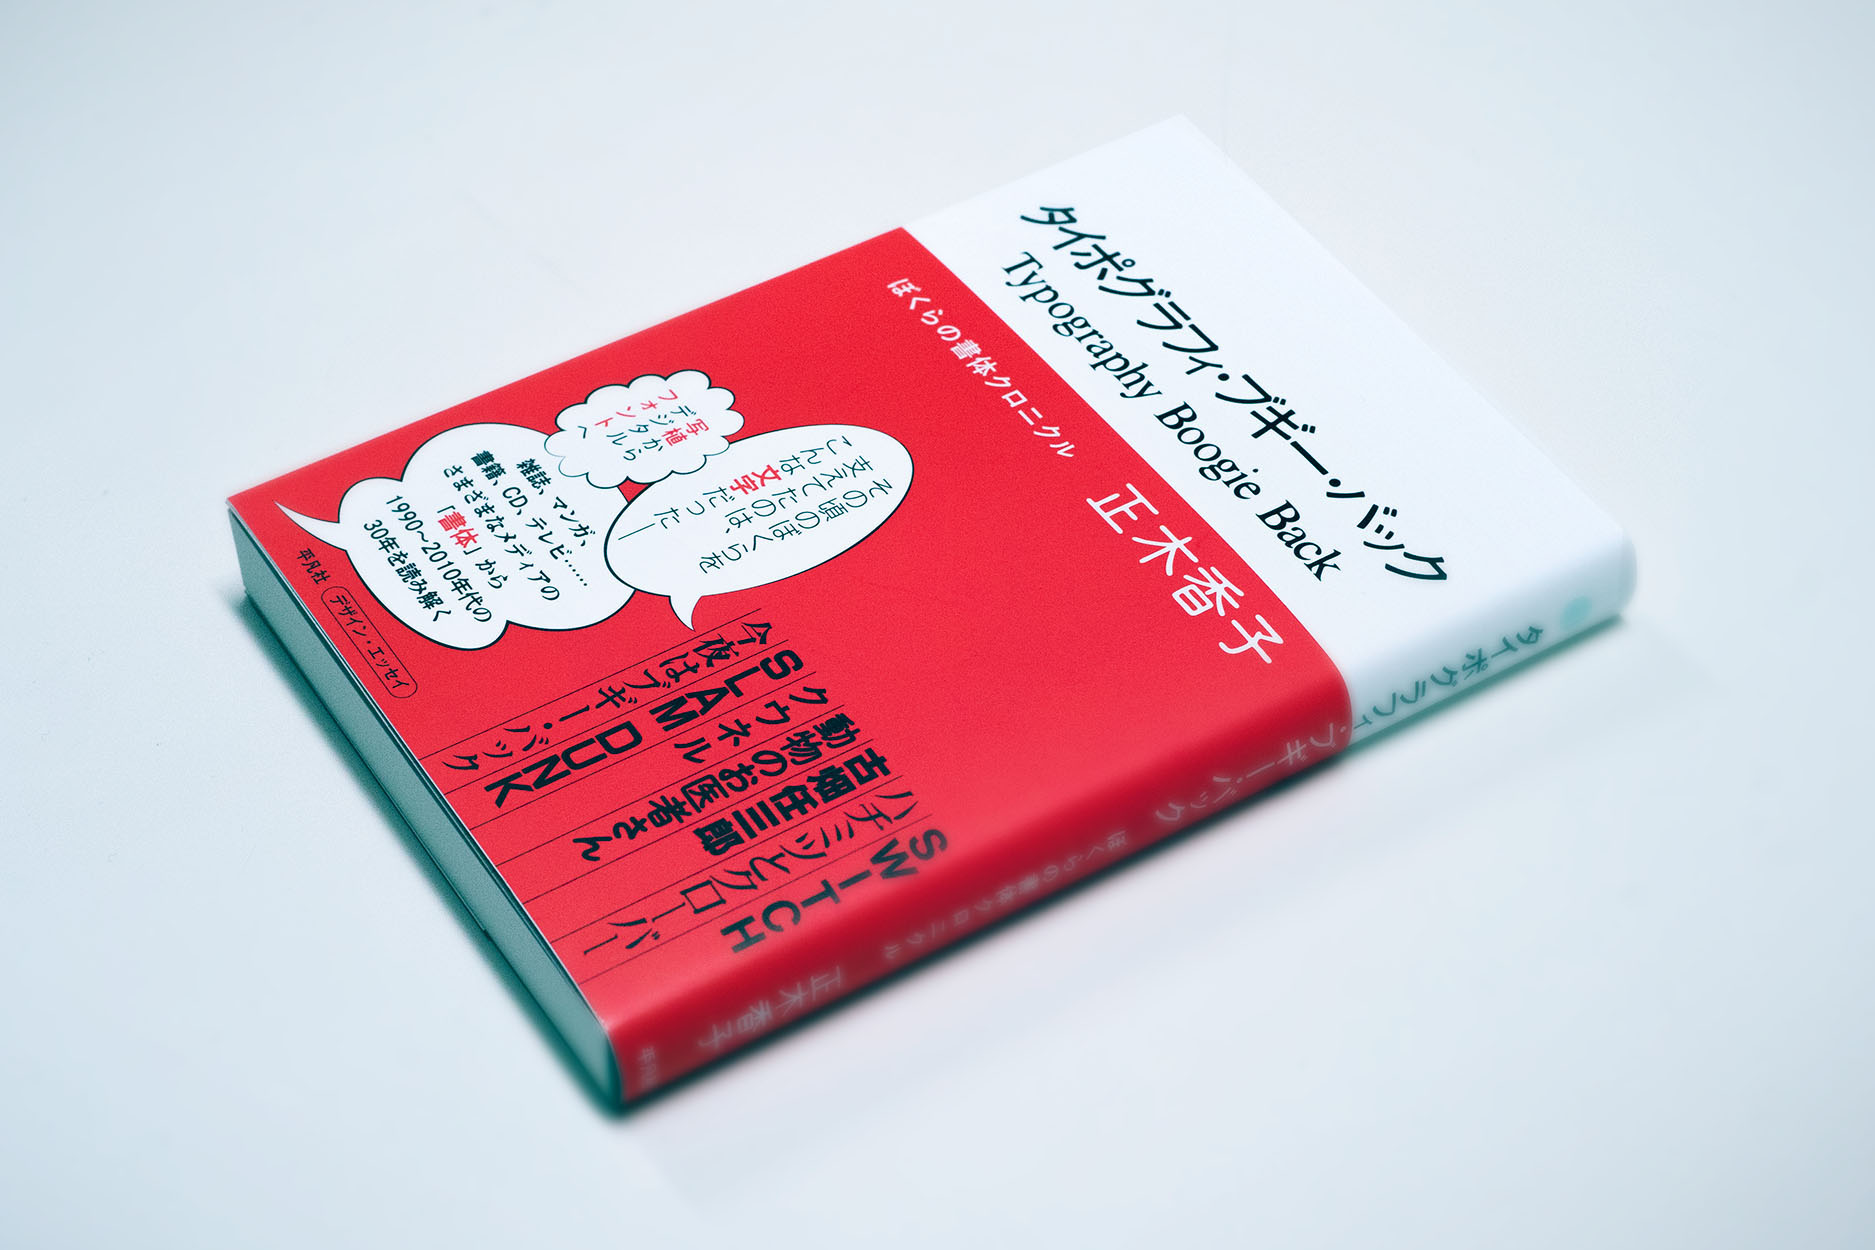 タイポグラフィ・ブギー・バック
Typography Boogie Back
ぼくらの書体クロニクル
正木香子
写植から
デジタル
フォントへ
その頃のぼくらを
支えてたのは、
こんな文字だった——
雑誌、マンガ、
書籍、CD、テレビ……
さまざまなメディアの
「書体」から
1990〜2010年代の
30年を読み解く
平凡社
デザイン・エッセイ
SWITCH
ハチミツとクローバー
古畑任三郎
動物のお医者さん
クウネル
SLAM DUNK
今夜はブギー・バック
タイポグラフィ・ブギー・バック ぼくらの書体クロニクル 正木香子 平凡社